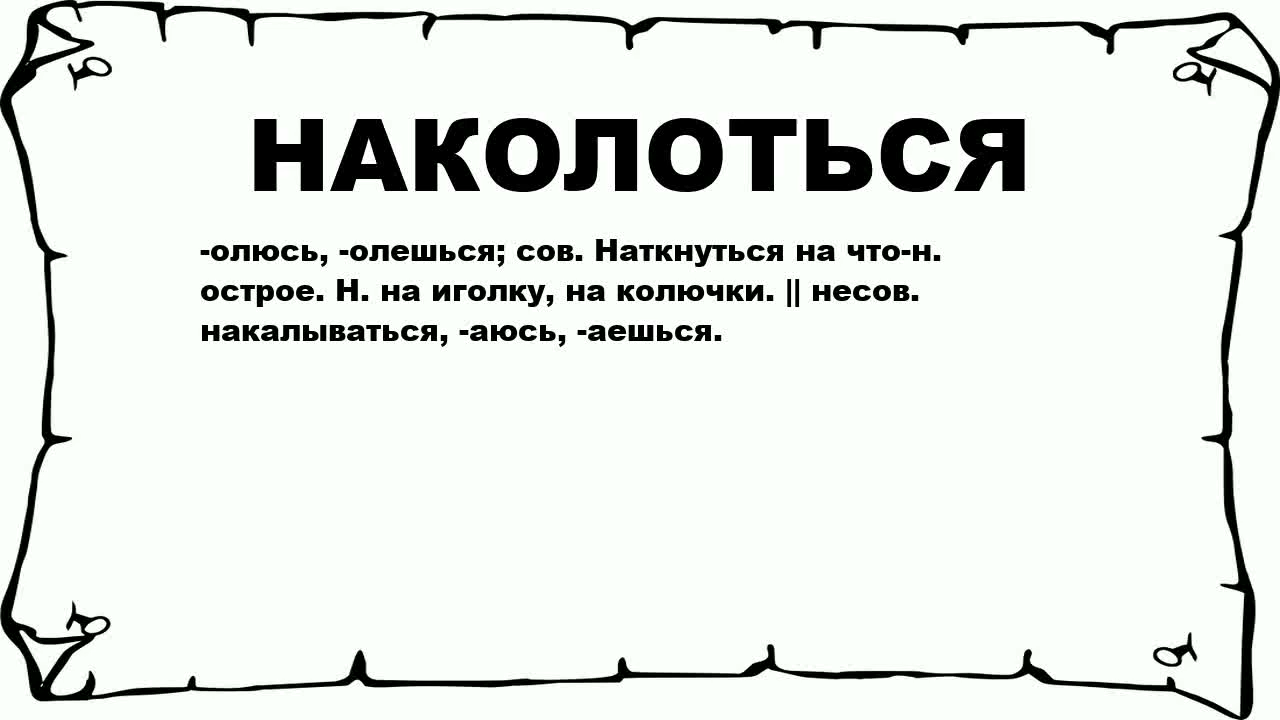 НАКОЛОТЬСЯ
-олюсь, -олешься; сов. Наткнуться на что-н.
острое. Н. на иголку, на колючки. || несов.
накалываться, -аюсь, -аешься.